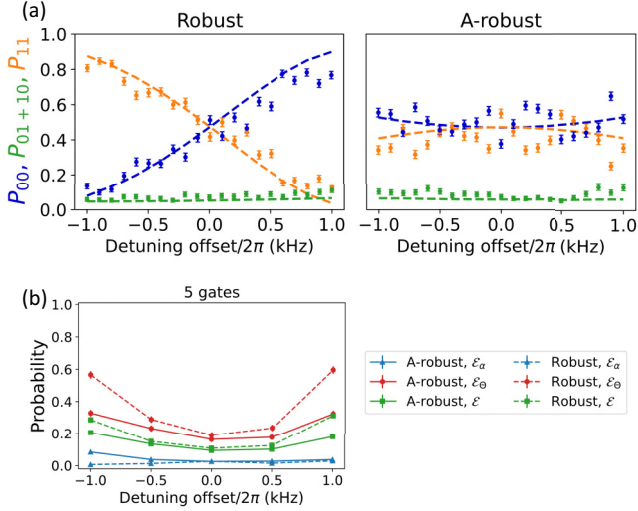 (a)
Robust
A-robust
P₀₀, P₀₁₊₁₀, P₁₁
1.0
0.8
0.6
0.4
0.2
0.0
−1.0 −0.5 0.0 0.5 1.0
−1.0 −0.5 0.0 0.5 1.0
Detuning offset/2π (kHz)
Detuning offset/2π (kHz)
(b)
5 gates
Probability
1.0
0.8
0.6
0.4
0.2
0.0
−1.0 −0.5 0.0 0.5 1.0
Detuning offset/2π (kHz)
A-robust, ℰ_α
A-robust, ℰ_Θ
A-robust, ℰ
Robust, ℰ_α
Robust, ℰ_Θ
Robust, ℰ